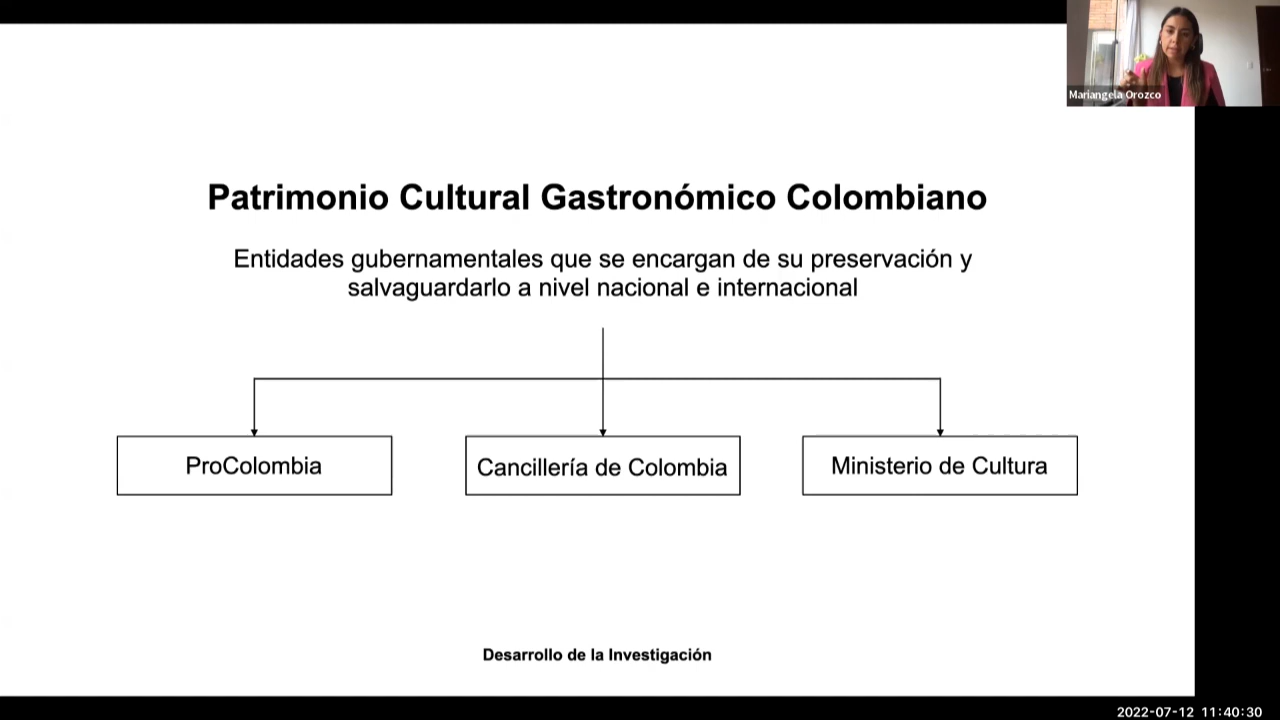 Mariangela Orozco
Patrimonio Cultural Gastronómico Colombiano
Entidades gubernamentales que se encargan de su preservación y
salvaguardarlo a nivel nacional e internacional
ProColombia
Cancillería de Colombia
Ministerio de Cultura
Desarrollo de la Investigación
2022-07-12 11:40:30